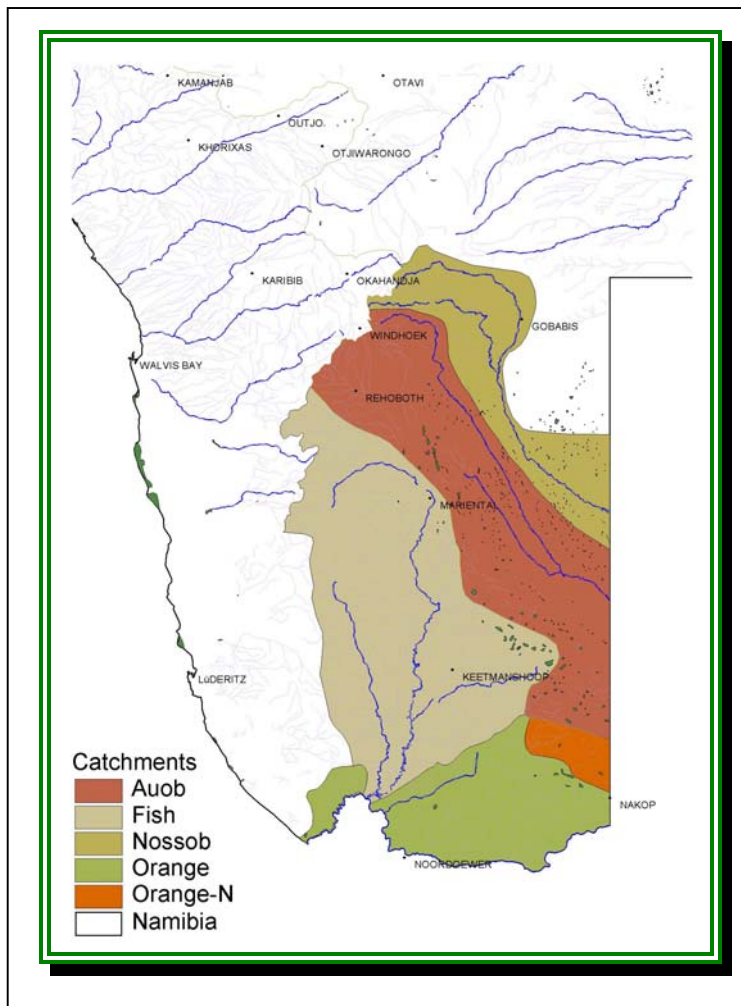 KAMANJAB
OTAVI
OUTJO
KHORIXAS
OTJIWARONGO
KARIBIB
OKAHANDJA
GOBABIS
WINDHOEK
WALVIS BAY
REHOBOTH
MARIENTAL
KEETMANSHOOP
LüDERITZ
NAKOP
NOORDOEWER
Catchments
Auob
Fish
Nossob
Orange
Orange-N
Namibia